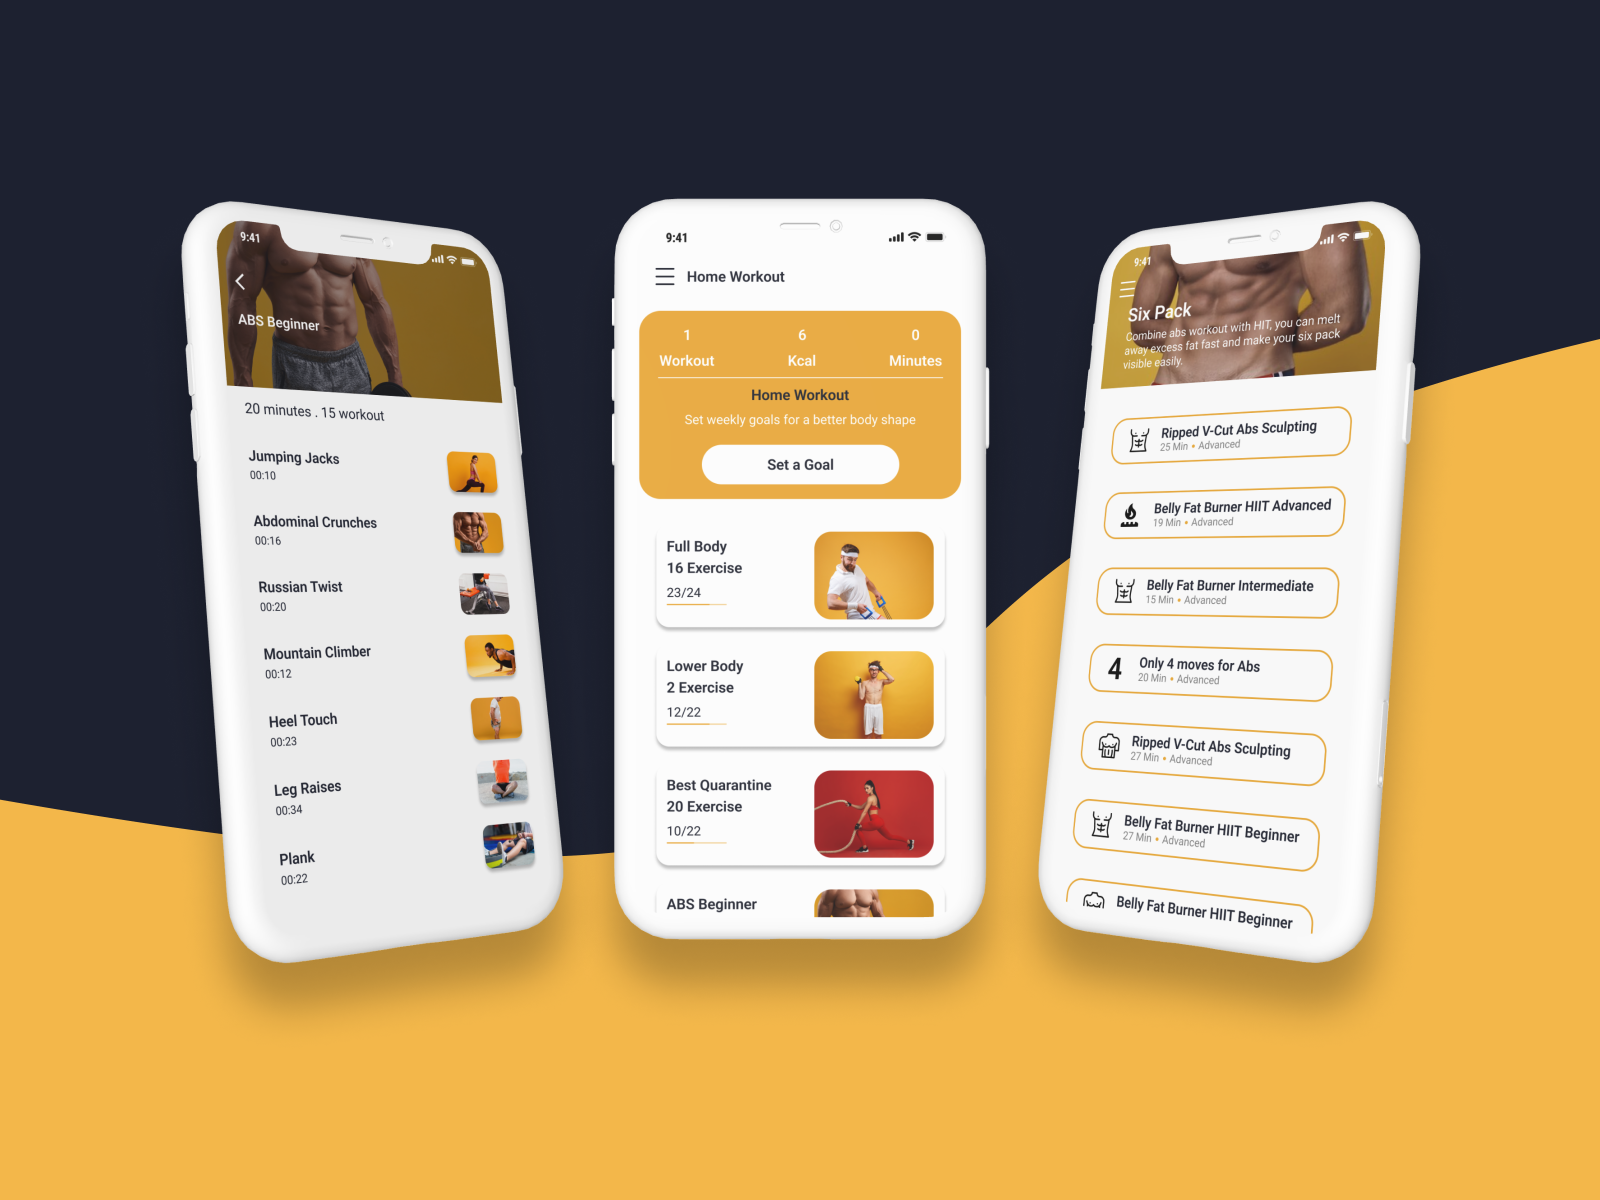 9:41
ABS Beginner
20 minutes . 15 workout
Jumping Jacks
00:10
Abdominal Crunches
00:16
Russian Twist
00:20
Mountain Climber
00:12
Heel Touch
00:23
Leg Raises
00:34
Plank
00:22
9:41
Home Workout
1 6 0
Workout Kcal Minutes
Home Workout
Set weekly goals for a better body shape
Set a Goal
Full Body
16 Exercise
23/24
Lower Body
2 Exercise
12/22
Best Quarantine
20 Exercise
10/22
ABS Beginner
9:41
Six Pack
Combine abs workout with HIT, you can melt
away excess fat fast and make your six pack
visible easily.
Ripped V-Cut Abs Sculpting
25 Min • Advanced
Belly Fat Burner HIIT Advanced
19 Min • Advanced
Belly Fat Burner Intermediate
15 Min • Advanced
4 Only 4 moves for Abs
20 Min • Advanced
Ripped V-Cut Abs Sculpting
27 Min • Advanced
Belly Fat Burner HIIT Beginner
27 Min • Advanced
Belly Fat Burner HIIT Beginner